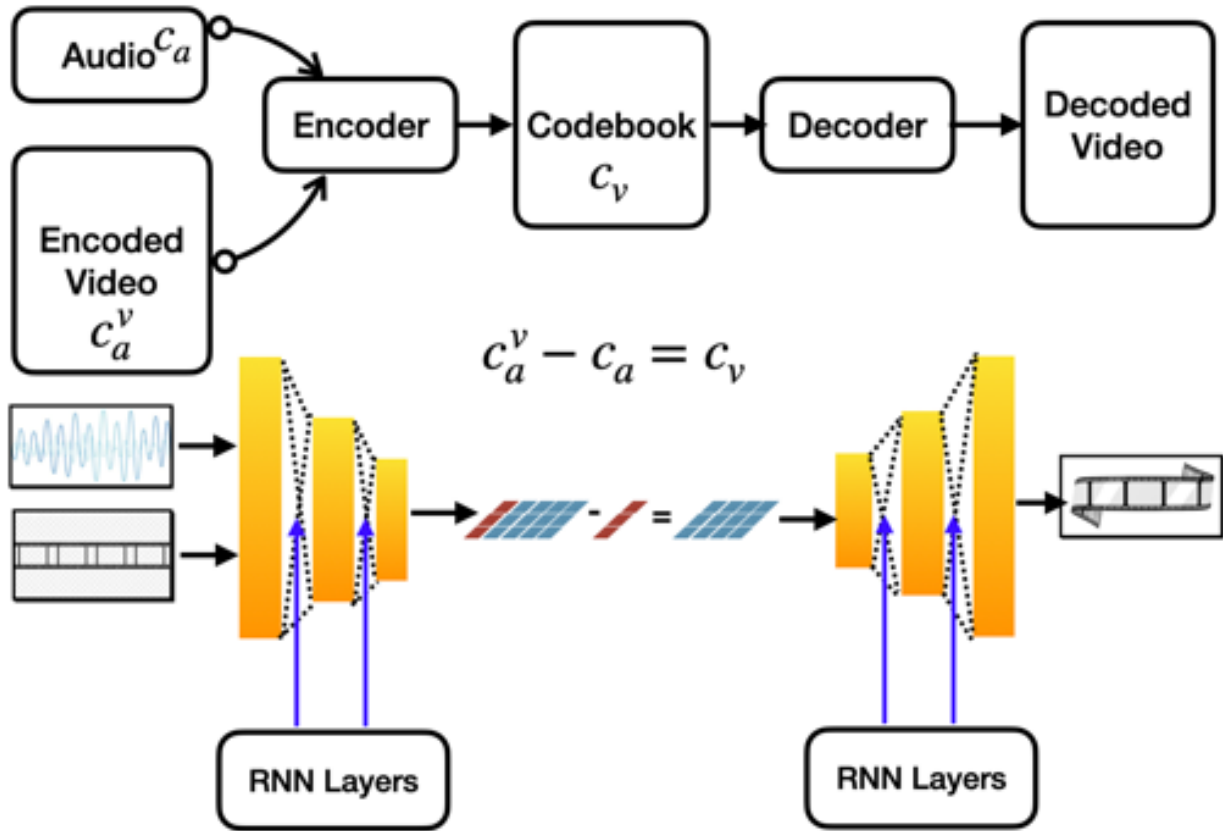 Audio c_a
Encoder
Codebook
c_v
Decoder
Decoded
Video
Encoded
Video
c_a^v
c_a^v - c_a = c_v
- =
RNN Layers
RNN Layers